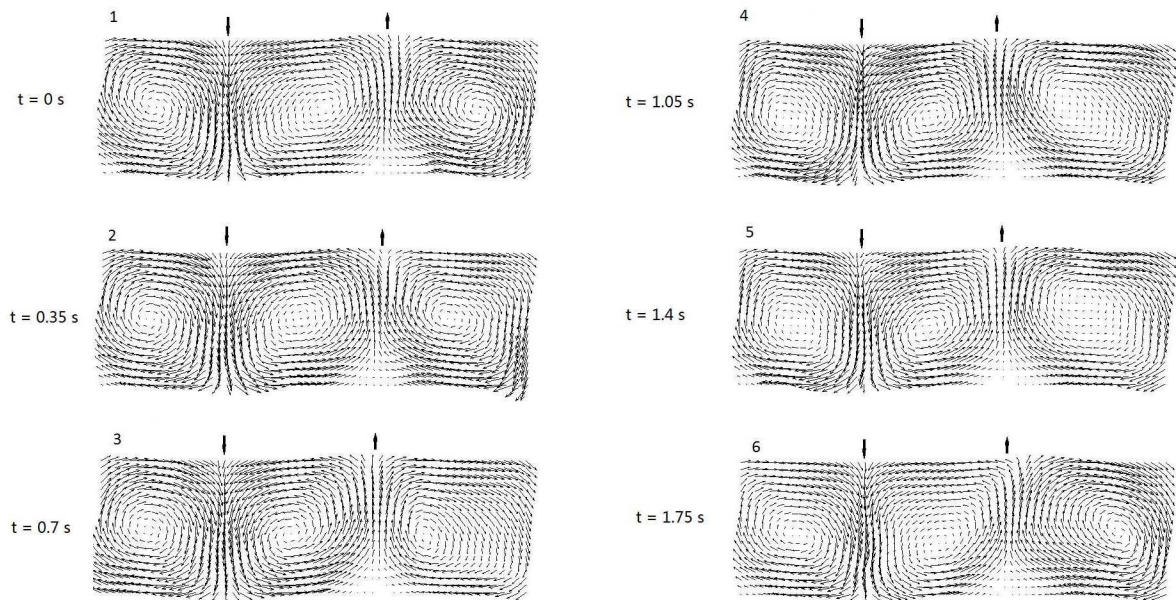 1
t = 0 s
2
t = 0.35 s
3
t = 0.7 s
4
t = 1.05 s
5
t = 1.4 s
6
t = 1.75 s